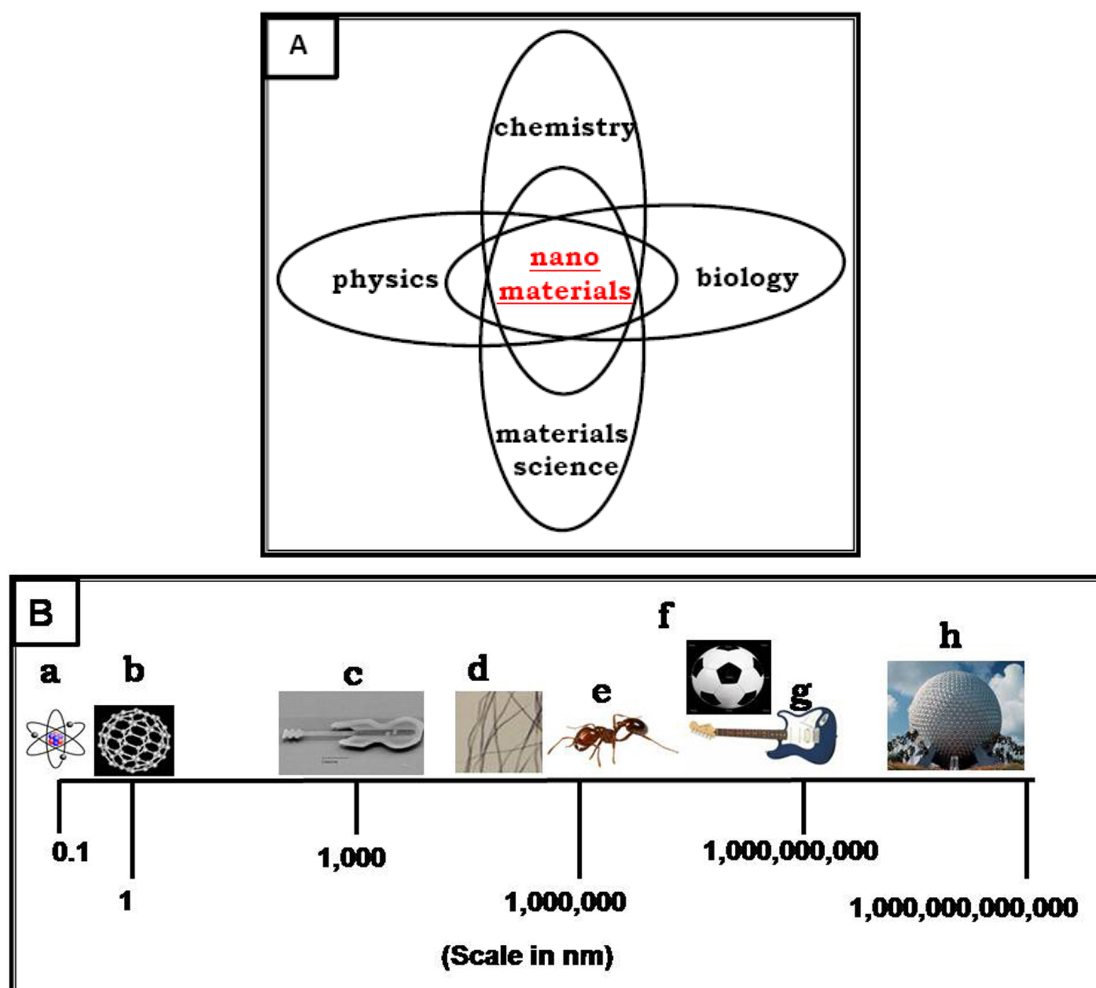 A
chemistry
physics
nano
materials
biology
materials
science
B
a
b
c
d
e
f
g
h
0.1
1
1,000
1,000,000
1,000,000,000
1,000,000,000,000
(Scale in nm)